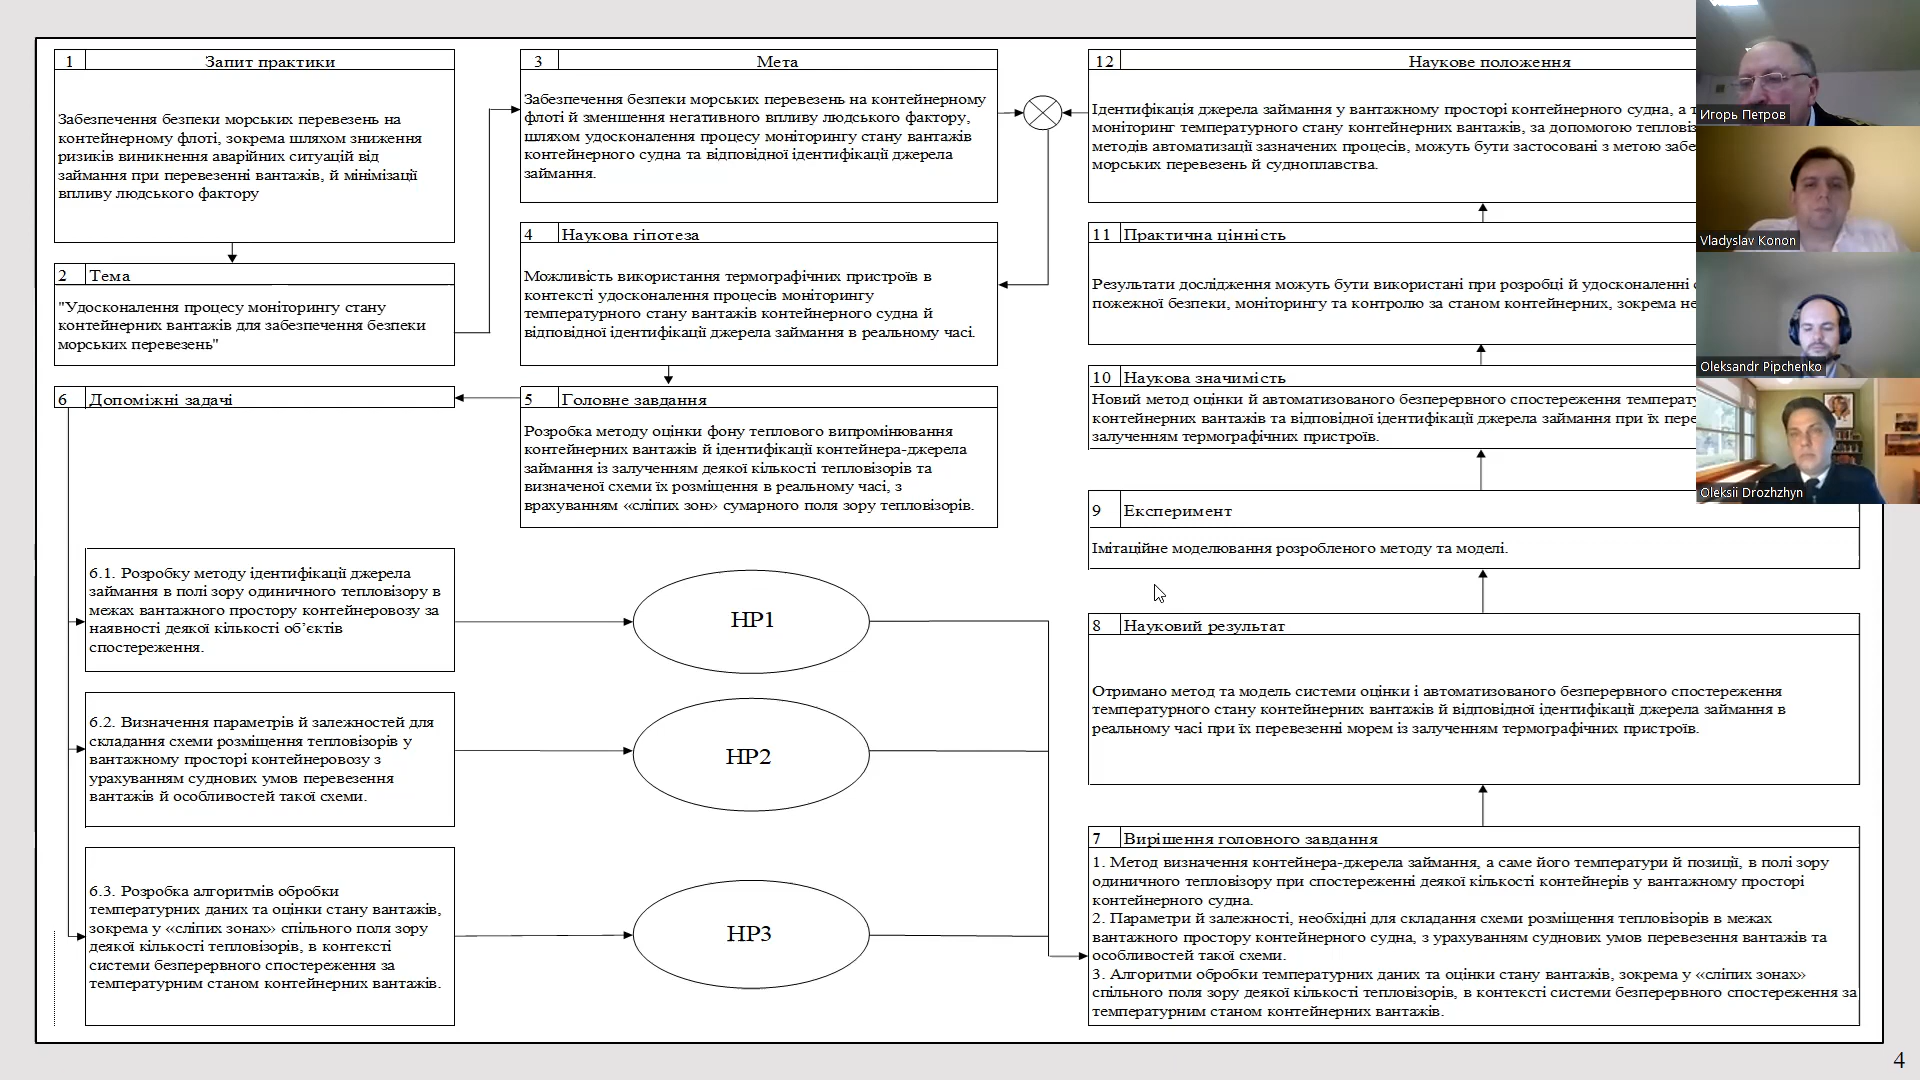 1 Запит практики
Забезпечення безпеки морських перевезень на
контейнерному флоті, зокрема шляхом зниження
ризиків виникнення аварійних ситуацій від
займання при перевезенні вантажів, й мінімізації
впливу людського фактору
2 Тема
"Удосконалення процесу моніторингу стану
контейнерних вантажів для забезпечення безпеки
морських перевезень"
3 Мета
Забезпечення безпеки морських перевезень на контейнерному
флоті й зменшення негативного впливу людського фактору,
шляхом удосконалення процесу моніторингу стану вантажів
контейнерного судна та відповідної ідентифікації джерела
займання.
4 Наукова гіпотеза
Можливість використання термографічних пристроїв в
контексті удосконалення процесів моніторингу
температурного стану вантажів контейнерного судна й
відповідної ідентифікації джерела займання в реальному часі.
5 Головне завдання
Розробка методу оцінки фону теплового випромінювання
контейнерних вантажів й ідентифікації контейнера-джерела
займання із залученням деякої кількості тепловізорів та
визначеної схеми їх розміщення в реальному часі, з
врахуванням «сліпих зон» сумарного поля зору тепловізорів.
6 Допоміжні задачі
6.1. Розробку методу ідентифікації джерела
займання в полі зору одиничного тепловізору в
межах вантажного простору контейнеровозу за
наявності деякої кількості об’єктів
спостереження.
6.2. Визначення параметрів й залежностей для
складання схеми розміщення тепловізорів у
вантажному просторі контейнеровозу з
урахуванням суднових умов перевезення
вантажів й особливостей такої схеми.
6.3. Розробка алгоритмів обробки
температурних даних та оцінки стану вантажів,
зокрема у «сліпих зонах» спільного поля зору
деякої кількості тепловізорів, в контексті
системи безперервного спостереження за
температурним станом контейнерних вантажів.
НР1
НР2
НР3
12 Наукове положення
Ідентифікація джерела займання у вантажному просторі контейнерного судна, а т
моніторинг температурного стану контейнерних вантажів, за допомогою тепловіз
методів автоматизації зазначених процесів, можуть бути застосовані з метою забе
морських перевезень й судноплавства.
11 Практична цінність
Результати дослідження можуть бути використані при розробці й удосконаленні
пожежної безпеки, моніторингу та контролю за станом контейнерних, зокрема не
10 Наукова значимість
Новий метод оцінки й автоматизованого безперервного спостереження температу
контейнерних вантажів та відповідної ідентифікації джерела займання при їх пере
залученням термографічних пристроїв.
9 Експеримент
Імітаційне моделювання розробленого методу та моделі.
8 Науковий результат
Отримано метод та модель системи оцінки і автоматизованого безперервного спостереження
температурного стану контейнерних вантажів й відповідної ідентифікації джерела займання в
реальному часі при їх перевезенні морем із залученням термографічних пристроїв.
7 Вирішення головного завдання
1. Метод визначення контейнера-джерела займання, а саме його температури й позиції, в полі зору
одиничного тепловізору при спостереженні деякої кількості контейнерів у вантажному просторі
контейнерного судна.
2. Параметри й залежності, необхідні для складання схеми розміщення тепловізорів в межах
вантажного простору контейнерного судна, з урахуванням суднових умов перевезення вантажів та
особливостей такої схеми.
3. Алгоритми обробки температурних даних та оцінки стану вантажів, зокрема у «сліпих зонах»
спільного поля зору деякої кількості тепловізорів, в контексті системи безперервного спостереження за
температурним станом контейнерних вантажів.
Игорь Петров
Vladyslav Konon
Oleksandr Pipchenko
Oleksii Drozhzhyn
4